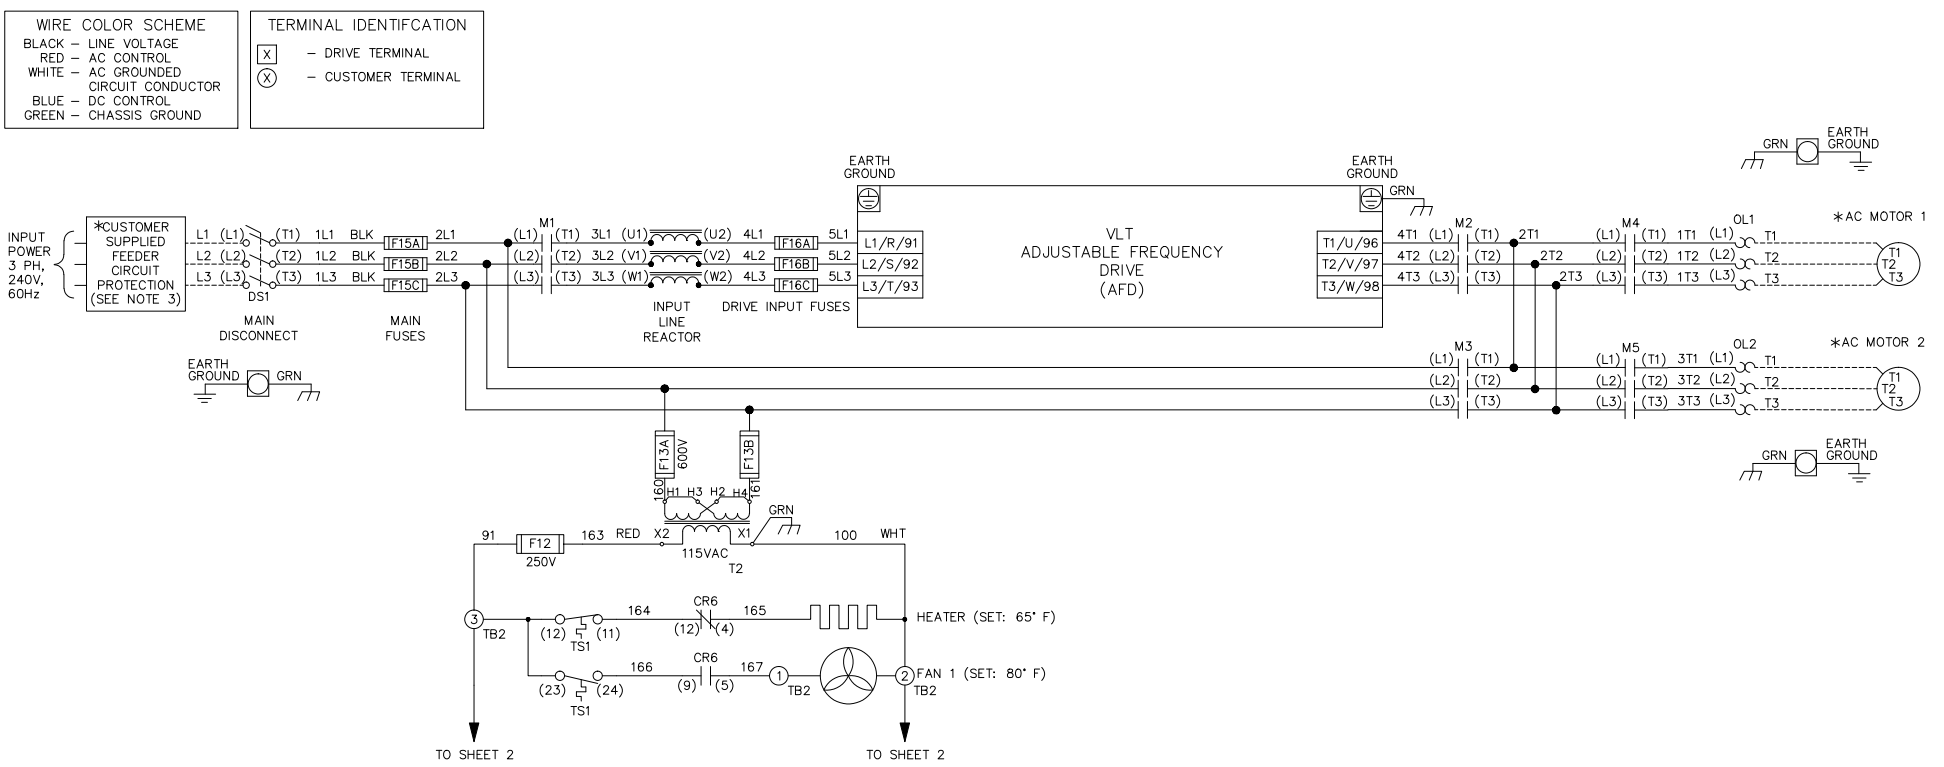 WIRE COLOR SCHEME
BLACK – LINE VOLTAGE
RED – AC CONTROL
WHITE – AC GROUNDED
CIRCUIT CONDUCTOR
BLUE – DC CONTROL
GREEN – CHASSIS GROUND
TERMINAL IDENTIFCATION
X – DRIVE TERMINAL
X – CUSTOMER TERMINAL
INPUT
POWER
3 PH,
240V,
60Hz
*CUSTOMER
SUPPLIED
FEEDER
CIRCUIT
PROTECTION
(SEE NOTE 3)
L1 (L1) (T1) 1L1 BLK F15A 2L1
L2 (L2) (T2) 1L2 BLK F15B 2L2
L3 (L3) (T3) 1L3 BLK F15C 2L3
DS1
MAIN
DISCONNECT
MAIN
FUSES
EARTH
GROUND
GRN
M1
(L1) (T1) 3L1 (U1) (U2) 4L1 F16A 5L1
(L2) (T2) 3L2 (V1) (V2) 4L2 F16B 5L2
(L3) (T3) 3L3 (W1) (W2) 4L3 F16C 5L3
INPUT
LINE
REACTOR
DRIVE INPUT FUSES
EARTH
GROUND
L1/R/91
L2/S/92
L3/T/93
VLT
ADJUSTABLE FREQUENCY
DRIVE
(AFD)
EARTH
GROUND
GRN
T1/U/96
T2/V/97
T3/W/98
M2
4T1 (L1) (T1) 2T1
4T2 (L2) (T2) 2T2
4T3 (L3) (T3) 2T3
M4
(L1) (T1) 1T1 (L1) T1
(L2) (T2) 1T2 (L2) T2
(L3) (T3) 1T3 (L3) T3
OL1
*AC MOTOR 1
T1
T2
T3
GRN
EARTH
GROUND
M3
(L1) (T1)
(L2) (T2)
(L3) (T3)
M5
(L1) (T1) 3T1 (L1) T1
(L2) (T2) 3T2 (L2) T2
(L3) (T3) 3T3 (L3) T3
OL2
*AC MOTOR 2
T1
T2
T3
GRN
EARTH
GROUND
F13A
600V
F13B
160
161
H1 H3 H2 H4
GRN
91 F12 163 RED X2 X1 100 WHT
250V
115VAC
T2
3
TB2
(12) (11)
TS1
164
CR6
(12) (4)
165
HEATER (SET: 65° F)
(23) (24)
TS1
166
CR6
(9) (5)
167
1
TB2
2
TB2
FAN 1 (SET: 80° F)
TO SHEET 2
TO SHEET 2